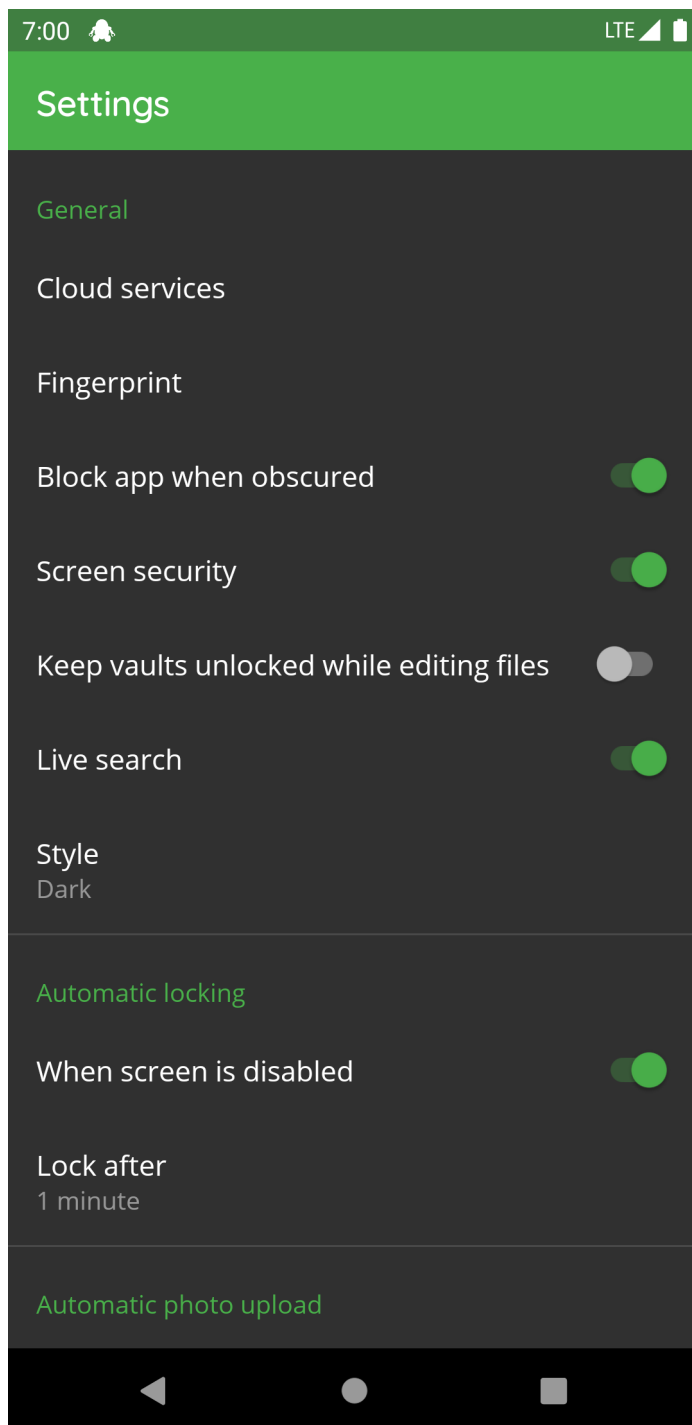 7:00
LTE
Settings
General
Cloud services
Fingerprint
Block app when obscured
Screen security
Keep vaults unlocked while editing files
Live search
Style
Dark
Automatic locking
When screen is disabled
Lock after
1 minute
Automatic photo upload